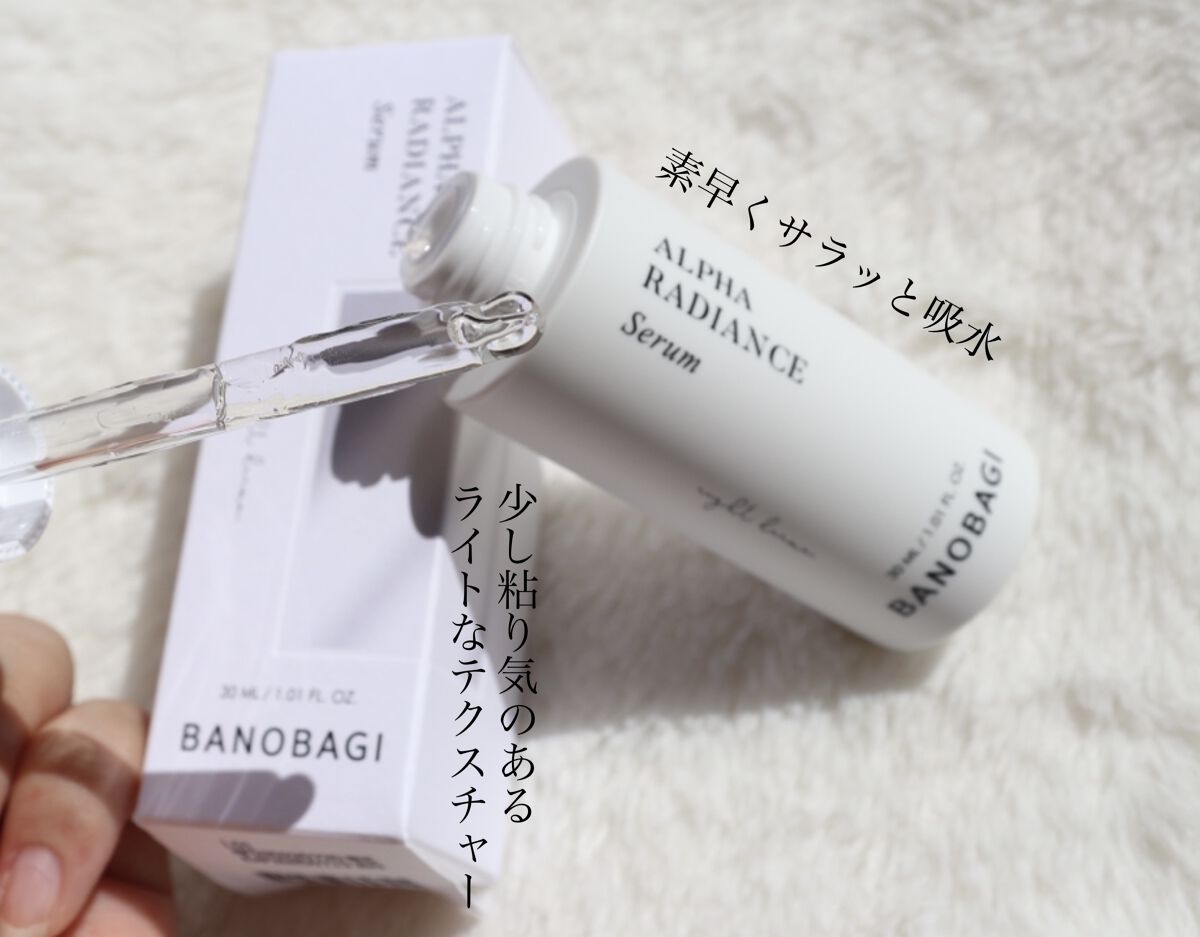 ALPHA
RADIANCE
Serum
30 ML / 1.01 FL. OZ.
BANOBAGI
素早くサラッと吸水
ALPHA
RADIANCE
Serum
30 ML / 1.01 FL. OZ
BANOBAGI
少し粘り気のある
ライトなテクスチャー